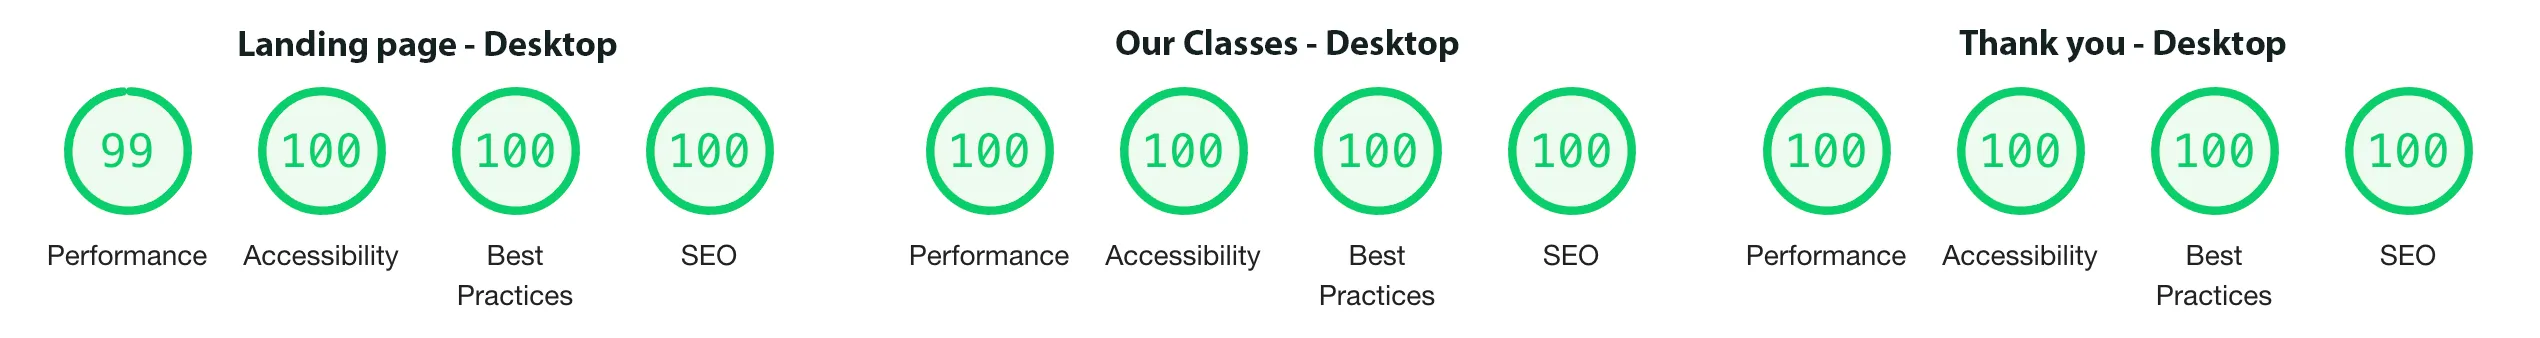 Landing page - Desktop
99
100
100
100
Performance
Accessibility
Best
Practices
SEO
Our Classes - Desktop
100
100
100
100
Performance
Accessibility
Best
Practices
SEO
Thank you - Desktop
100
100
100
100
Performance
Accessibility
Best
Practices
SEO